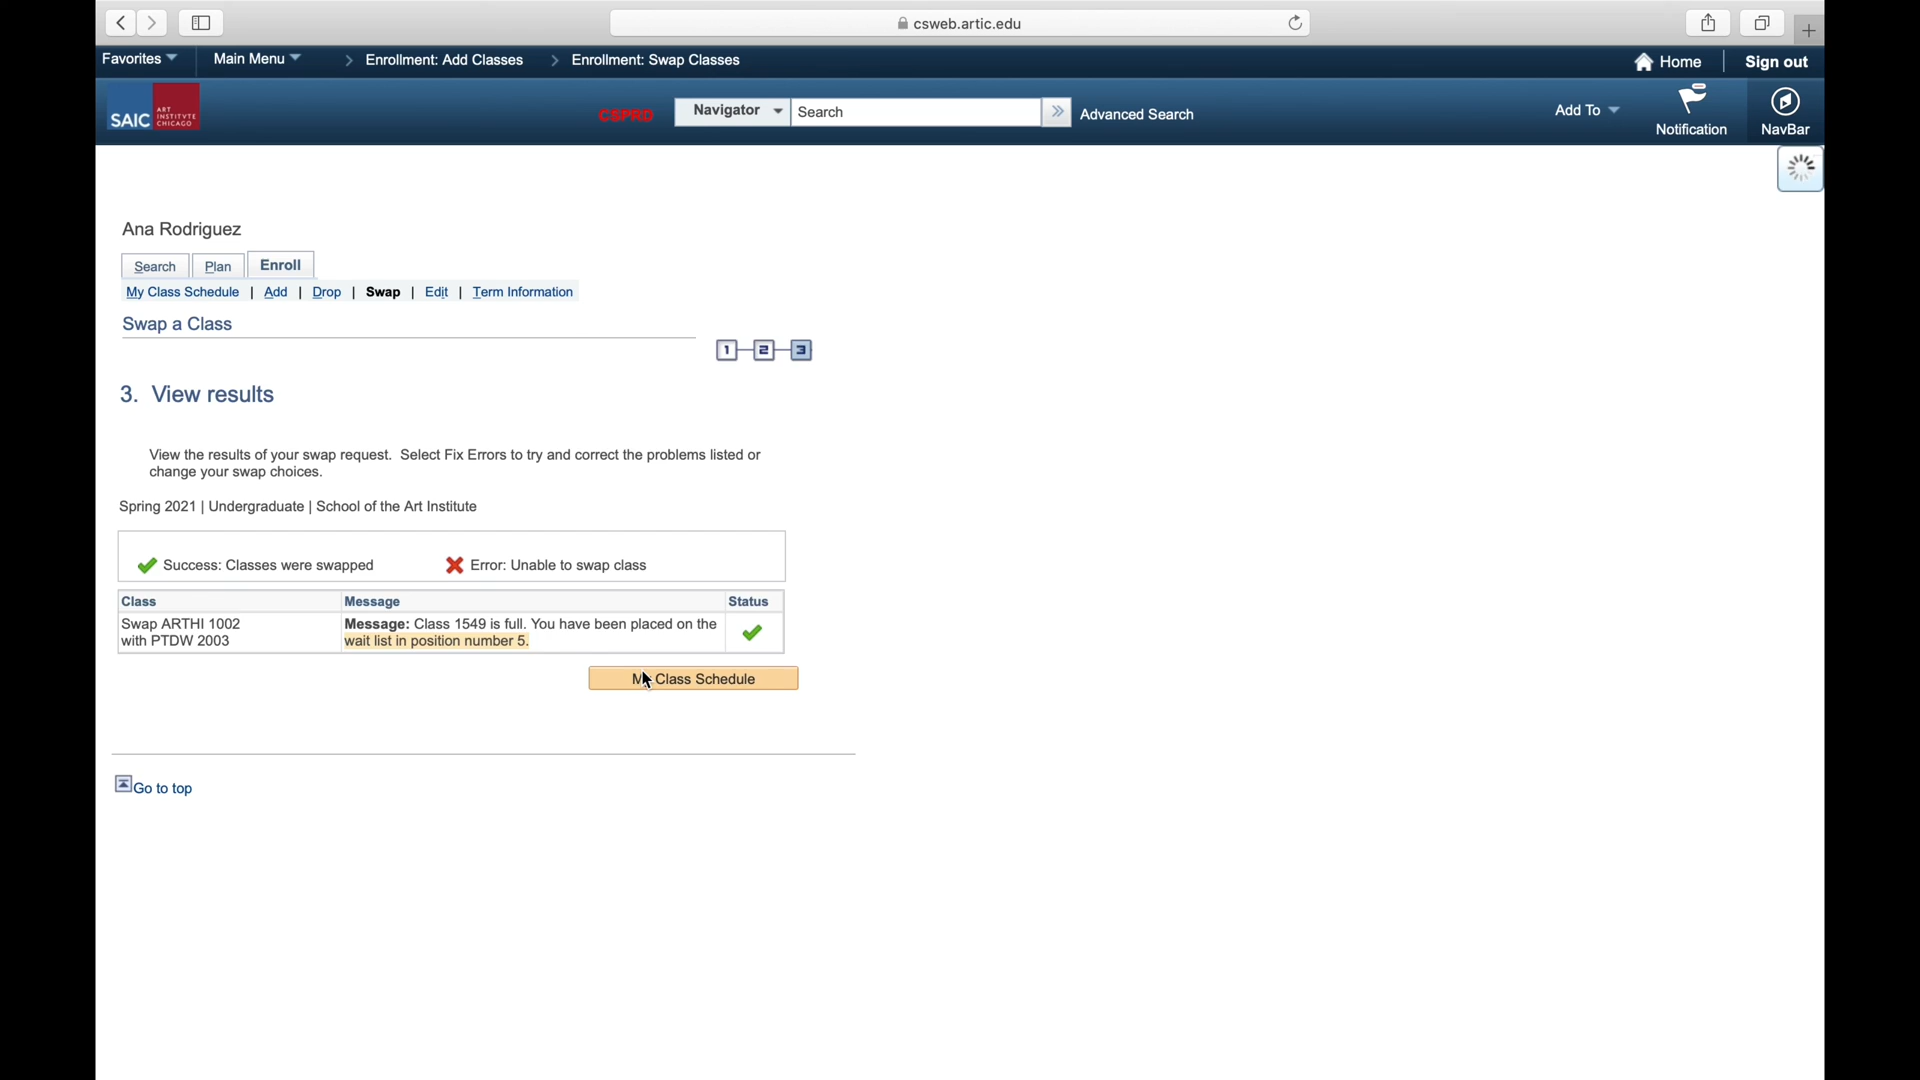 csweb.artic.edu
Favorites
Main Menu
Enrollment: Add Classes
Enrollment: Swap Classes
Home
Sign out
SAIC
ART
INSTITVTE
CHICAGO
CSPRD
Navigator
Search
Advanced Search
Add To
Notification
NavBar
Ana Rodriguez
Search
Plan
Enroll
My Class Schedule | Add | Drop | Swap | Edit | Term Information
Swap a Class
1
2
3
3. View results
View the results of your swap request. Select Fix Errors to try and correct the problems listed or
change your swap choices.
Spring 2021 | Undergraduate | School of the Art Institute
Success: Classes were swapped
Error: Unable to swap class
Class
Message
Status
Swap ARTHI 1002
with PTDW 2003
Message: Class 1549 is full. You have been placed on the
wait list in position number 5.
My Class Schedule
Go to top